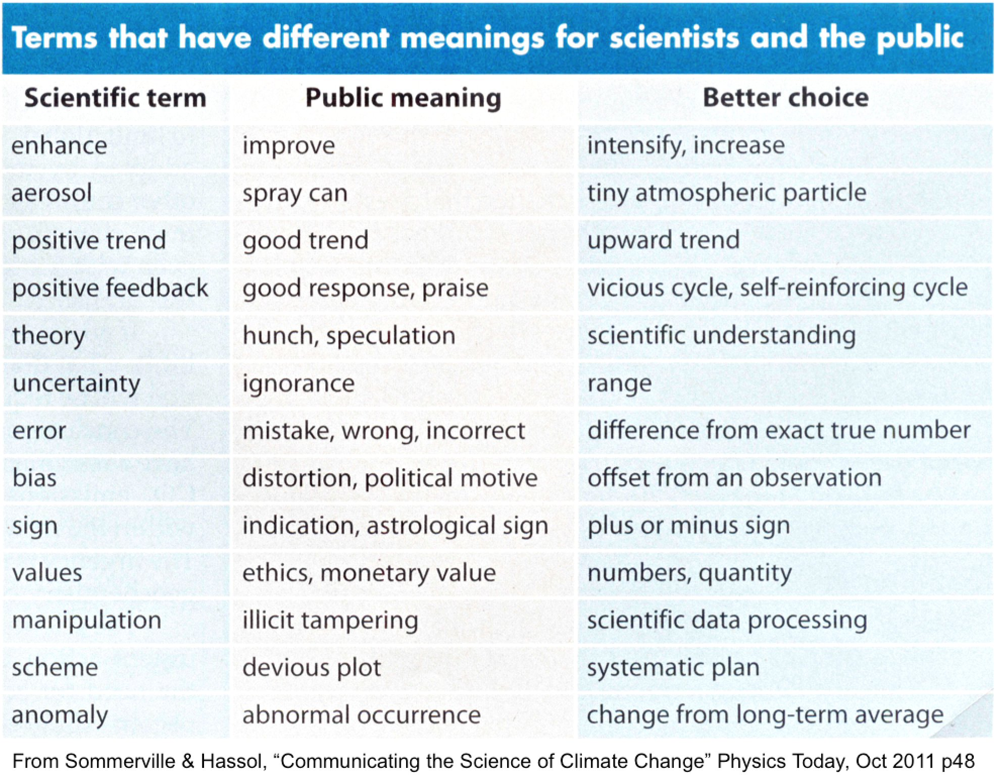 Terms that have different meanings for scientists and the public
Scientific term Public meaning Better choice
enhance improve intensify, increase
aerosol spray can tiny atmospheric particle
positive trend good trend upward trend
positive feedback good response, praise vicious cycle, self-reinforcing cycle
theory hunch, speculation scientific understanding
uncertainty ignorance range
error mistake, wrong, incorrect difference from exact true number
bias distortion, political motive offset from an observation
sign indication, astrological sign plus or minus sign
values ethics, monetary value numbers, quantity
manipulation illicit tampering scientific data processing
scheme devious plot systematic plan
anomaly abnormal occurrence change from long-term average
From Sommerville & Hassol, “Communicating the Science of Climate Change” Physics Today, Oct 2011 p48